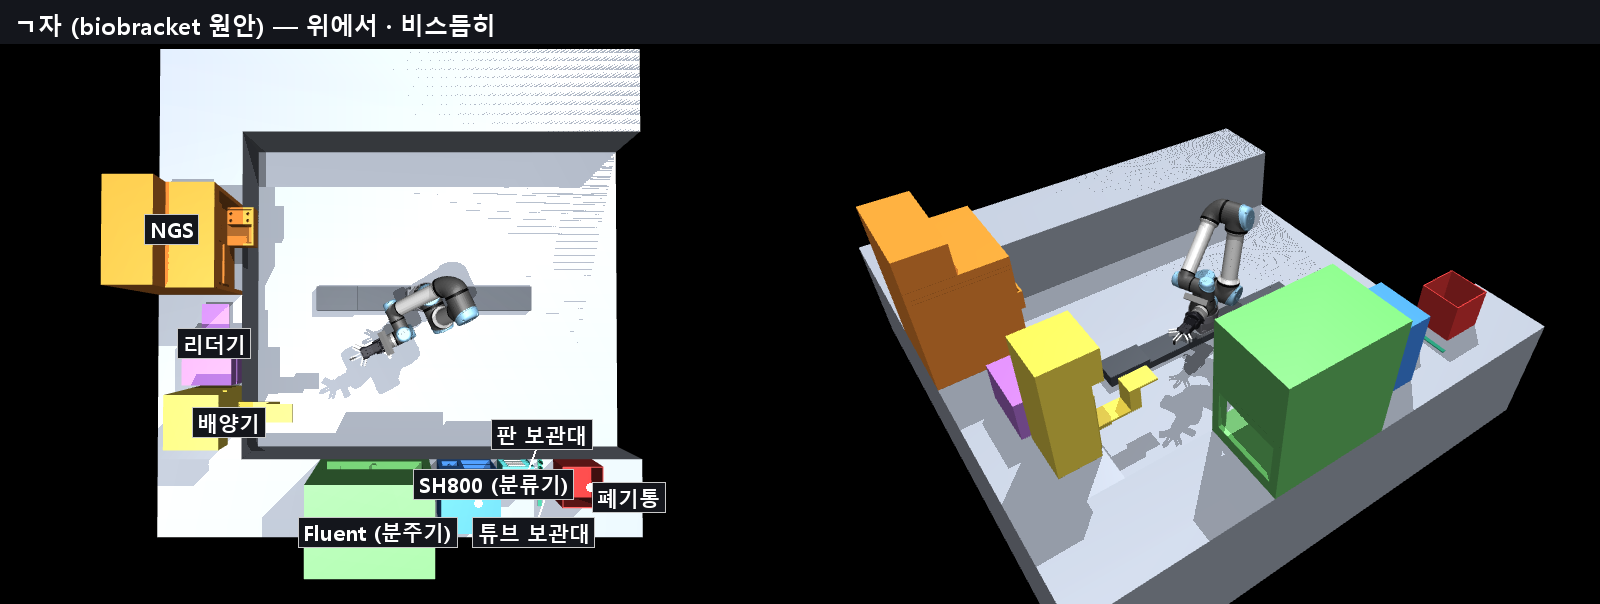 ㄱ자 (biobracket 원안) — 위에서 · 비스듬히
NGS
리더기
배양기
판 보관대
SH800 (분류기)
폐기통
Fluent (분주기)
튜브 보관대